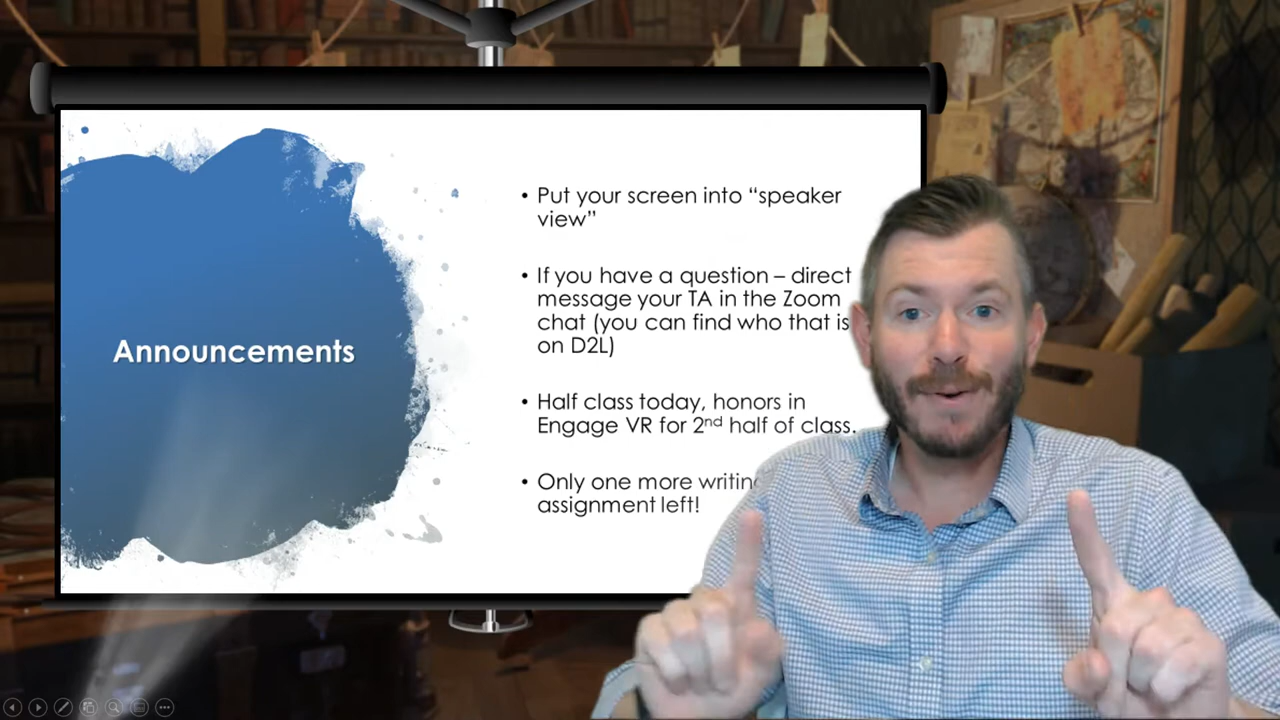 Announcements
• Put your screen into “speaker
view”
• If you have a question – direct
message your TA in the Zoom
chat (you can find who that is
on D2L)
• Half class today, honors in
Engage VR for 2nd half of class.
• Only one more writing
assignment left!